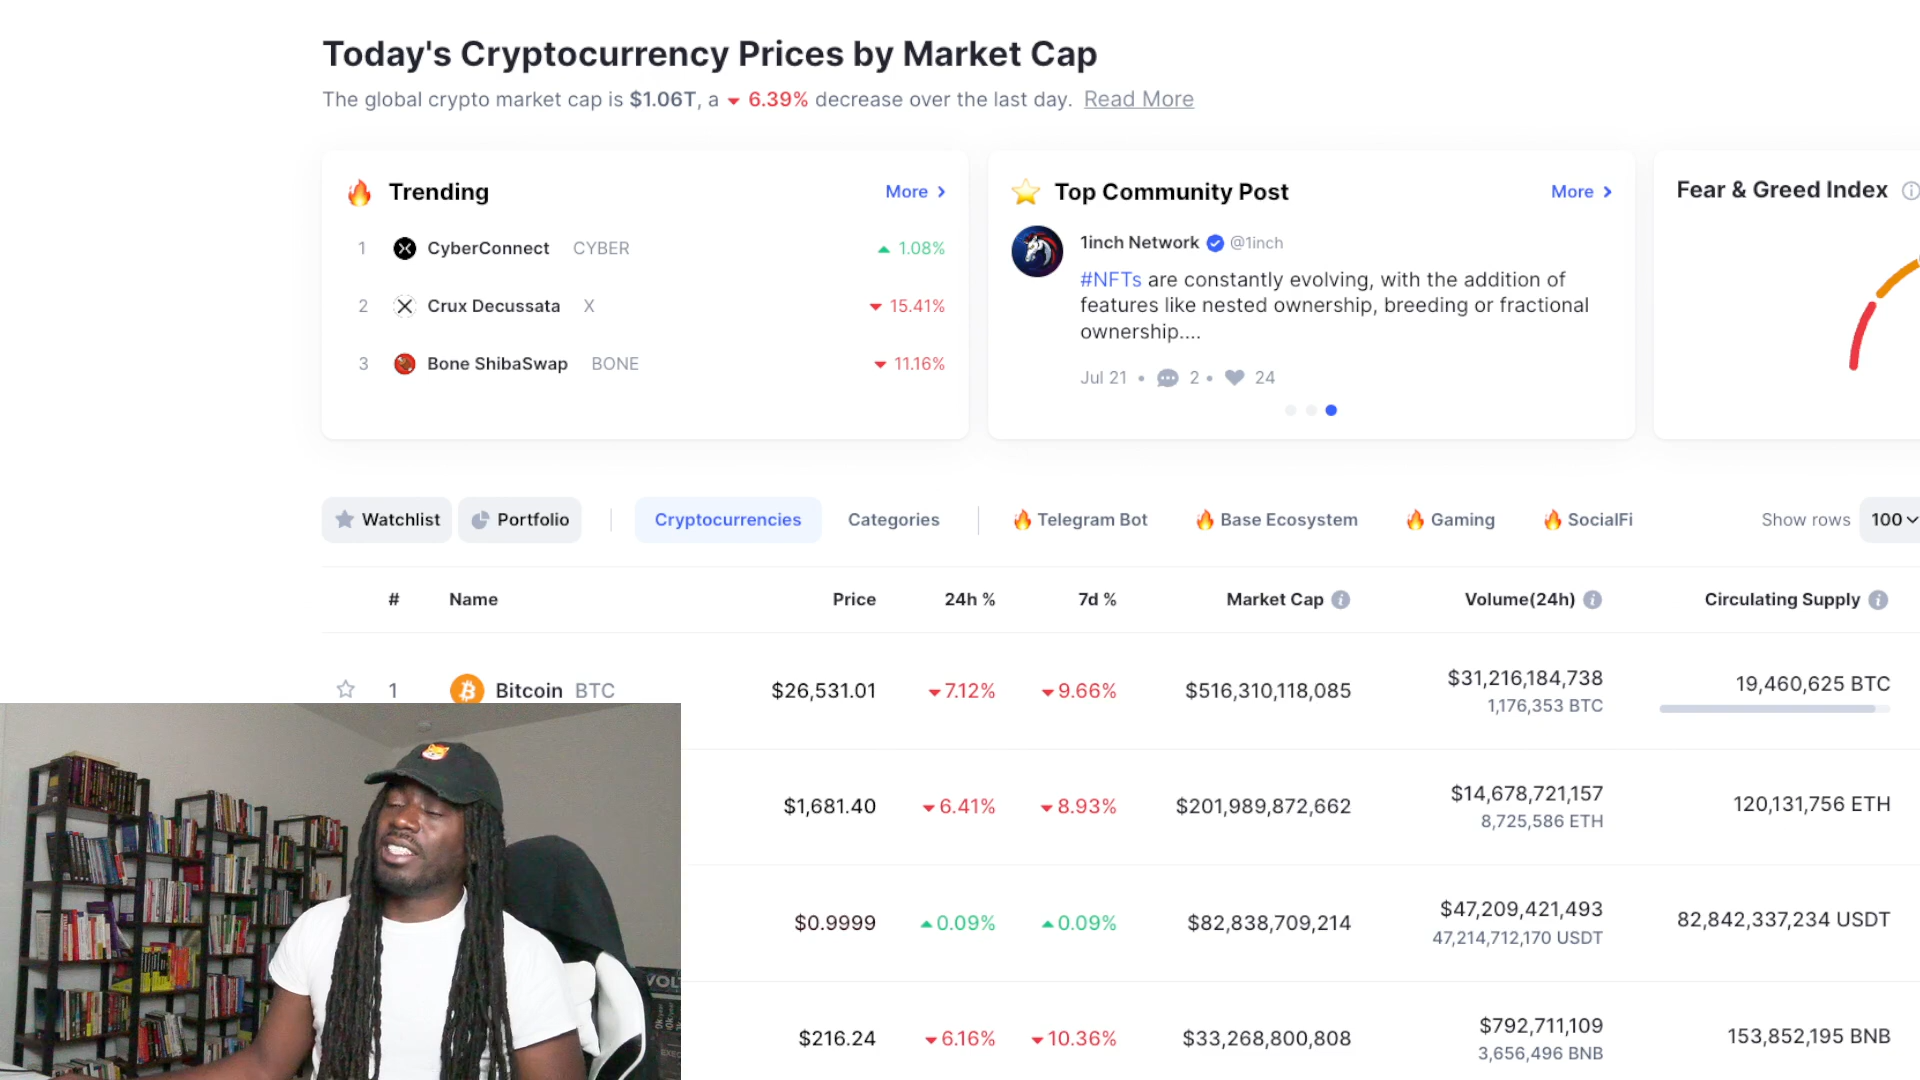 Today's Cryptocurrency Prices by Market Cap
The global crypto market cap is $1.06T, a 6.39% decrease over the last day. Read More
Trending
More
1 CyberConnect CYBER 1.08%
2 Crux Decussata X 15.41%
3 Bone ShibaSwap BONE 11.16%
Top Community Post
More
1inch Network @1inch
#NFTs are constantly evolving, with the addition of
features like nested ownership, breeding or fractional
ownership....
Jul 21 • 2 • 24
Fear & Greed Index
Watchlist Portfolio Cryptocurrencies Categories Telegram Bot Base Ecosystem Gaming SocialFi Show rows 100
# Name Price 24h % 7d % Market Cap Volume(24h) Circulating Supply
1 Bitcoin BTC $26,531.01 7.12% 9.66% $516,310,118,085 $31,216,184,738 19,460,625 BTC
1,176,353 BTC
$1,681.40 6.41% 8.93% $201,989,872,662 $14,678,721,157 120,131,756 ETH
8,725,586 ETH
$0.9999 0.09% 0.09% $82,838,709,214 $47,209,421,493 82,842,337,234 USDT
47,214,712,170 USDT
$216.24 6.16% 10.36% $33,268,800,808 $792,711,109 153,852,195 BNB
3,656,496 BNB